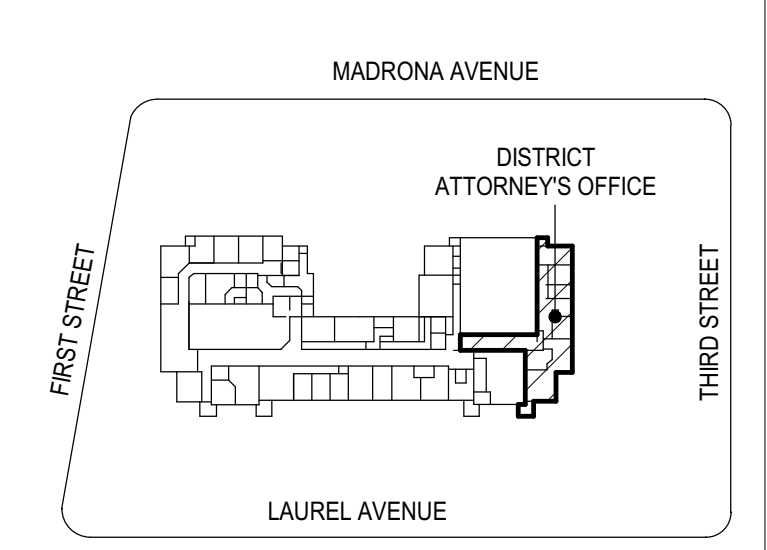 MADRONA AVENUE
DISTRICT
ATTORNEY'S OFFICE
FIRST STREET
THIRD STREET
LAUREL AVENUE